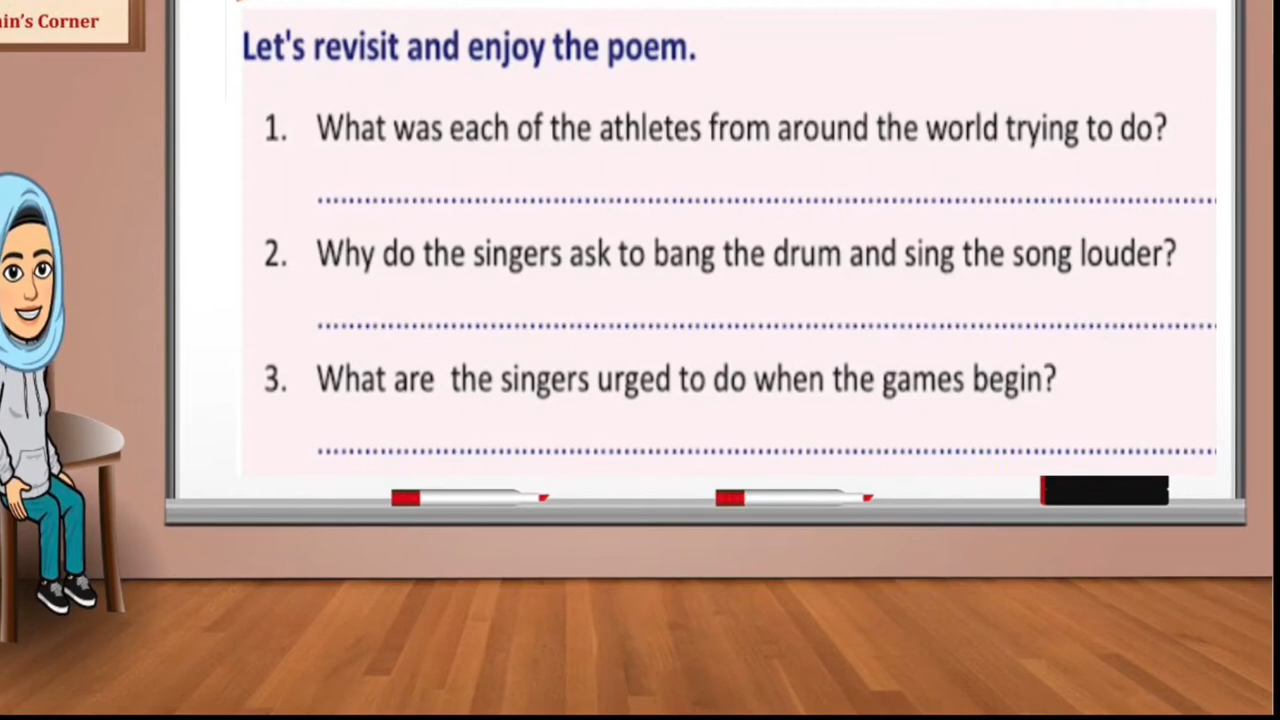 ain's Corner
Let's revisit and enjoy the poem.
1. What was each of the athletes from around the world trying to do?
2. Why do the singers ask to bang the drum and sing the song louder?
3. What are the singers urged to do when the games begin?